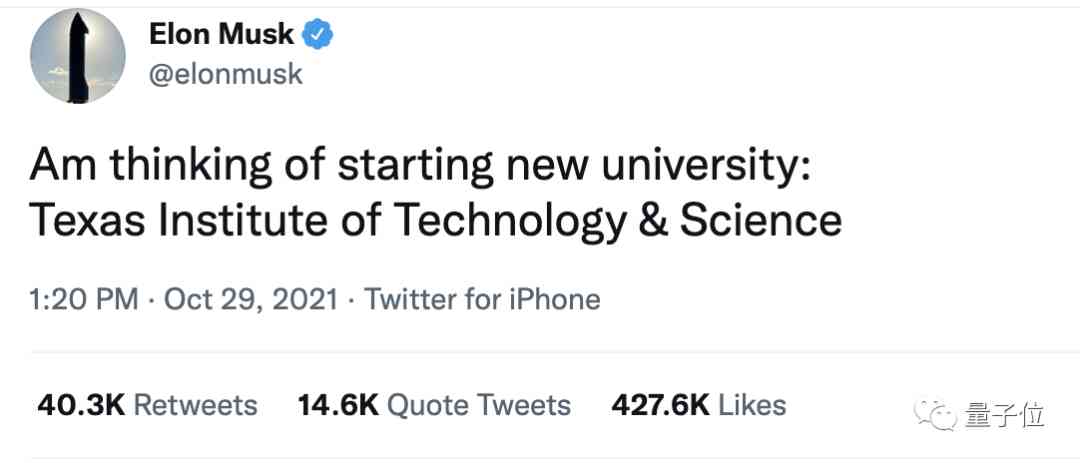 Elon Musk
@elonmusk
Am thinking of starting new university:
Texas Institute of Technology & Science
1:20 PM · Oct 29, 2021 · Twitter for iPhone
40.3K Retweets 14.6K Quote Tweets 427.6K Likes
量子位